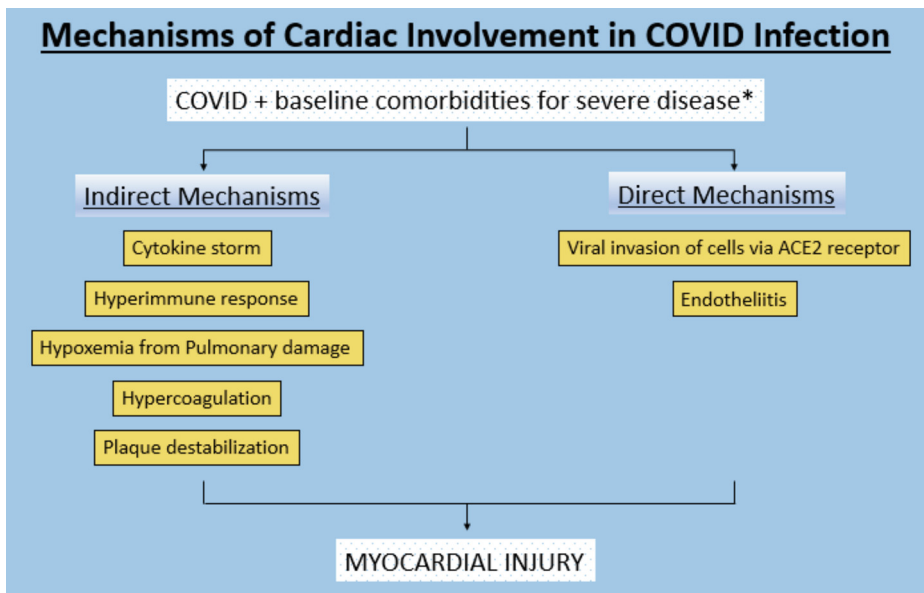 Mechanisms of Cardiac Involvement in COVID Infection
COVID + baseline comorbidities for severe disease*
Indirect Mechanisms
Cytokine storm
Hyperimmune response
Hypoxemia from Pulmonary damage
Hypercoagulation
Plaque destabilization
Direct Mechanisms
Viral invasion of cells via ACE2 receptor
Endotheliitis
MYOCARDIAL INJURY